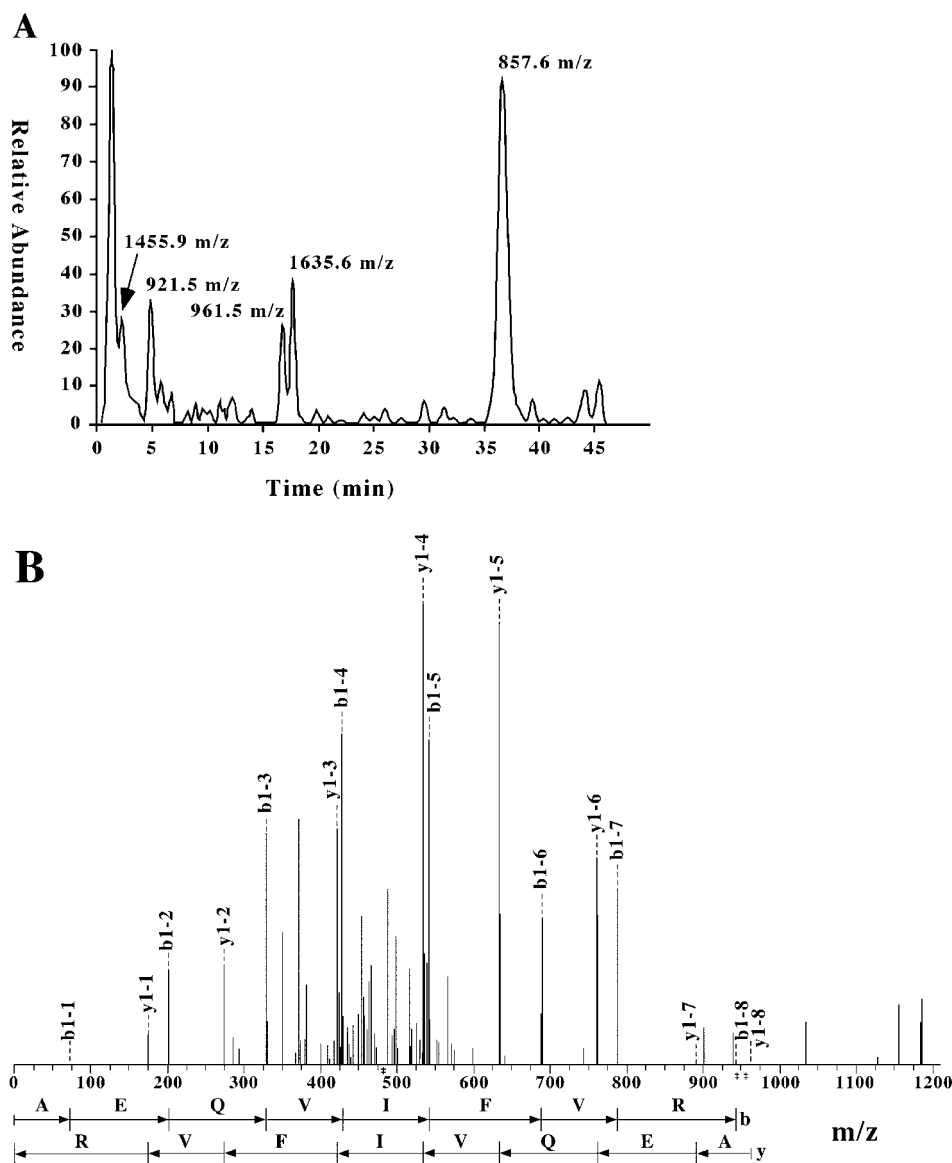 A
Relative Abundance
100
90
80
70
60
50
40
30
20
10
0
1455.9 m/z
921.5 m/z
961.5 m/z
1635.6 m/z
857.6 m/z
0 5 10 15 20 25 30 35 40 45
Time (min)
B
b1-1
y1-1
b1-2
y1-2
b1-3
y1-3
b1-4
y1-4
b1-5
y1-5
b1-6
y1-6
b1-7
y1-7
b1-8
y1-8
0 100 200 300 400 500 600 700 800 900 1000 1100 1200
‡ ‡ ‡
A E Q V I F V R b
R V F I V Q E A y
m/z